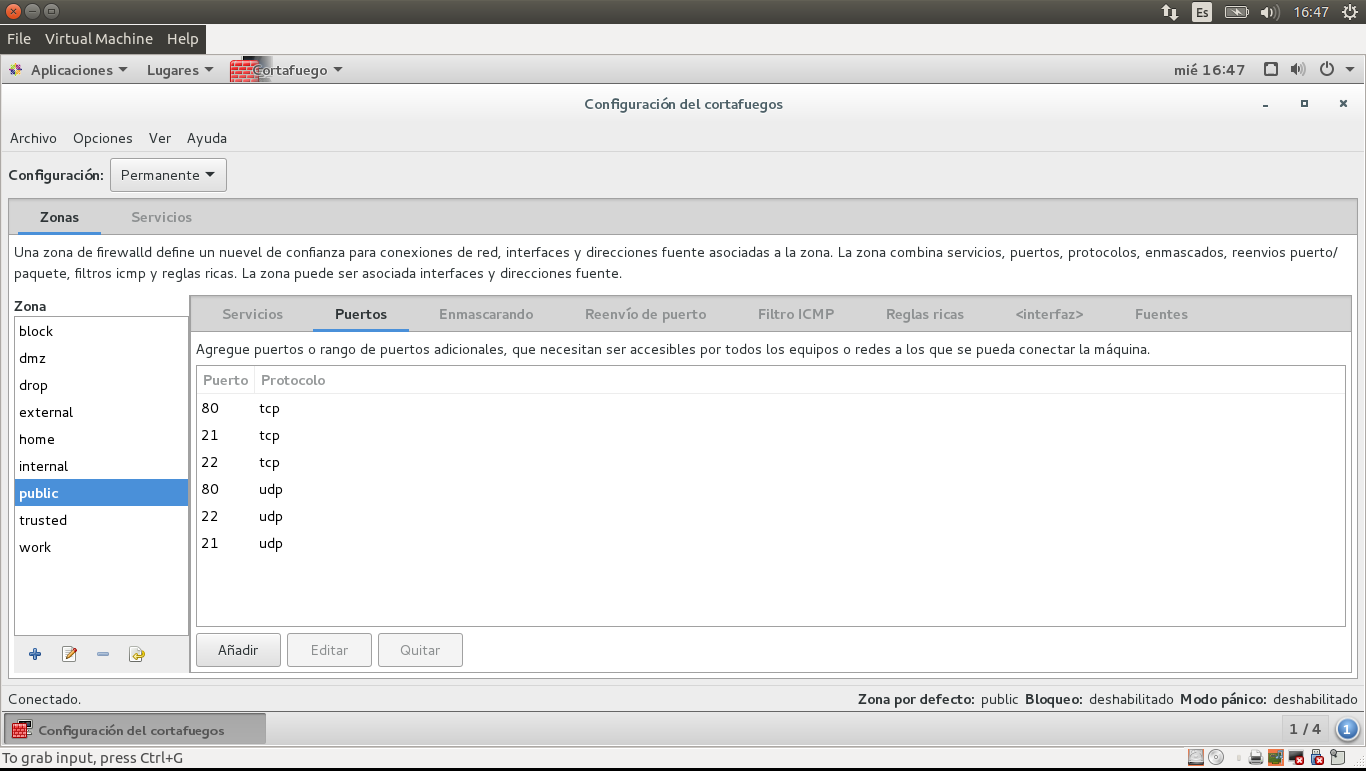 Es 16:47
File Virtual Machine Help
Aplicaciones Lugares Cortafuego mié 16:47
Configuración del cortafuegos
Archivo Opciones Ver Ayuda
Configuración: Permanente
Zonas Servicios
Una zona de firewalld define un nuevel de confianza para conexiones de red, interfaces y direcciones fuente asociadas a la zona. La zona combina servicios, puertos, protocolos, enmascados, reenvios puerto/
paquete, filtros icmp y reglas ricas. La zona puede ser asociada interfaces y direcciones fuente.
Zona
block
dmz
drop
external
home
internal
public
trusted
work
Servicios Puertos Enmascarando Reenvío de puerto Filtro ICMP Reglas ricas <interfaz> Fuentes
Agregue puertos o rango de puertos adicionales, que necesitan ser accesibles por todos los equipos o redes a los que se pueda conectar la máquina.
Puerto Protocolo
80 tcp
21 tcp
22 tcp
80 udp
22 udp
21 udp
Añadir Editar Quitar
Conectado. Zona por defecto: public Bloqueo: deshabilitado Modo pánico: deshabilitado
Configuración del cortafuegos 1 / 4 1
To grab input, press Ctrl+G